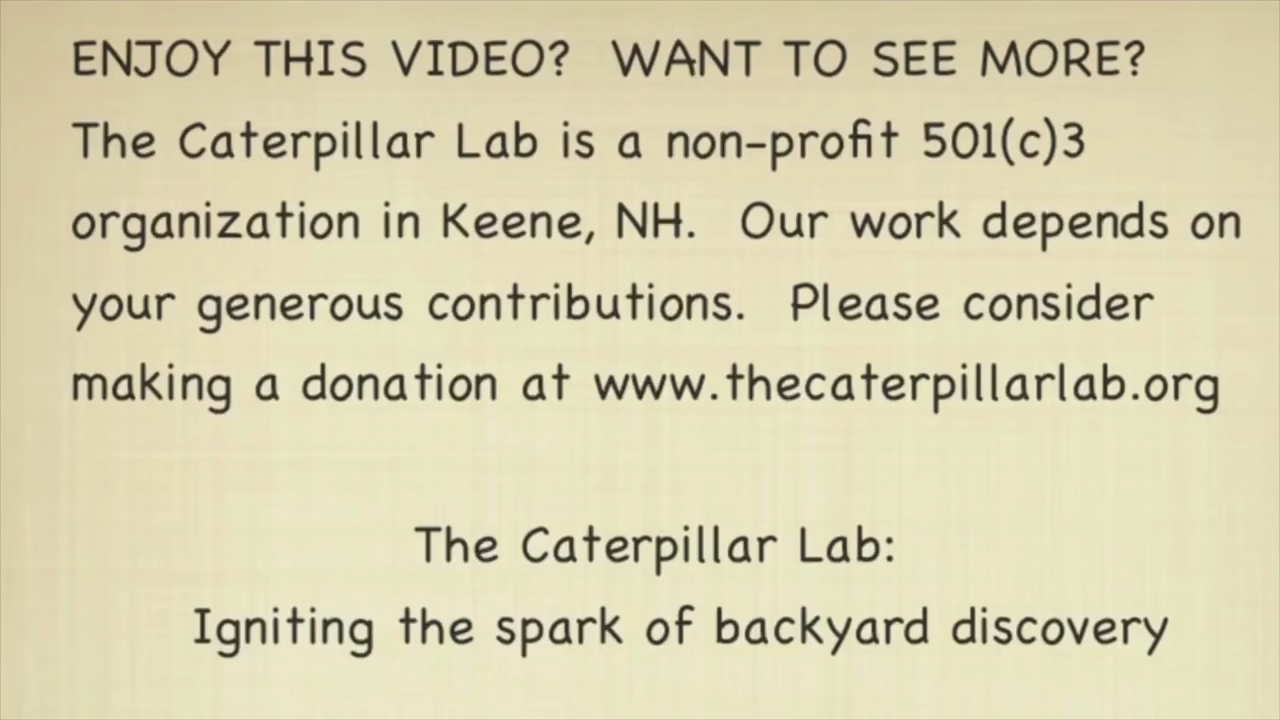 ENJOY THIS VIDEO?  WANT TO SEE MORE?
The Caterpillar Lab is a non-profit 501(c)3
organization in Keene, NH.  Our work depends on
your generous contributions.  Please consider
making a donation at www.thecaterpillarlab.org
The Caterpillar Lab:
Igniting the spark of backyard discovery